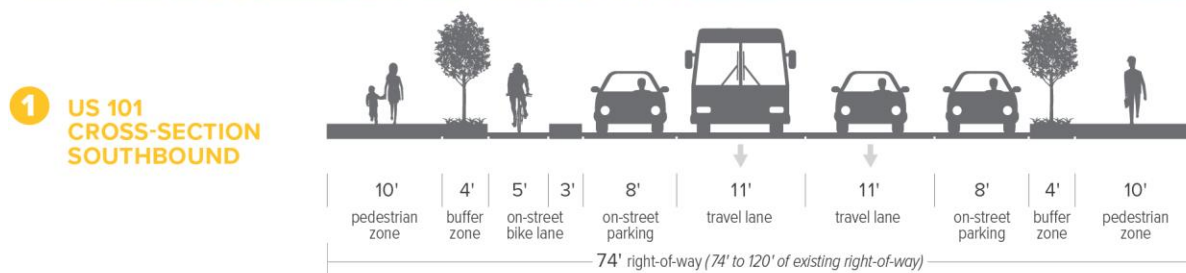 1 US 101
CROSS-SECTION
SOUTHBOUND
10' 4' 5' 3' 8' 11' 11' 8' 4' 10'
pedestrian zone
buffer zone
on-street bike lane
on-street parking
travel lane
travel lane
on-street parking
buffer zone
pedestrian zone
74' right-of-way (74' to 120' of existing right-of-way)